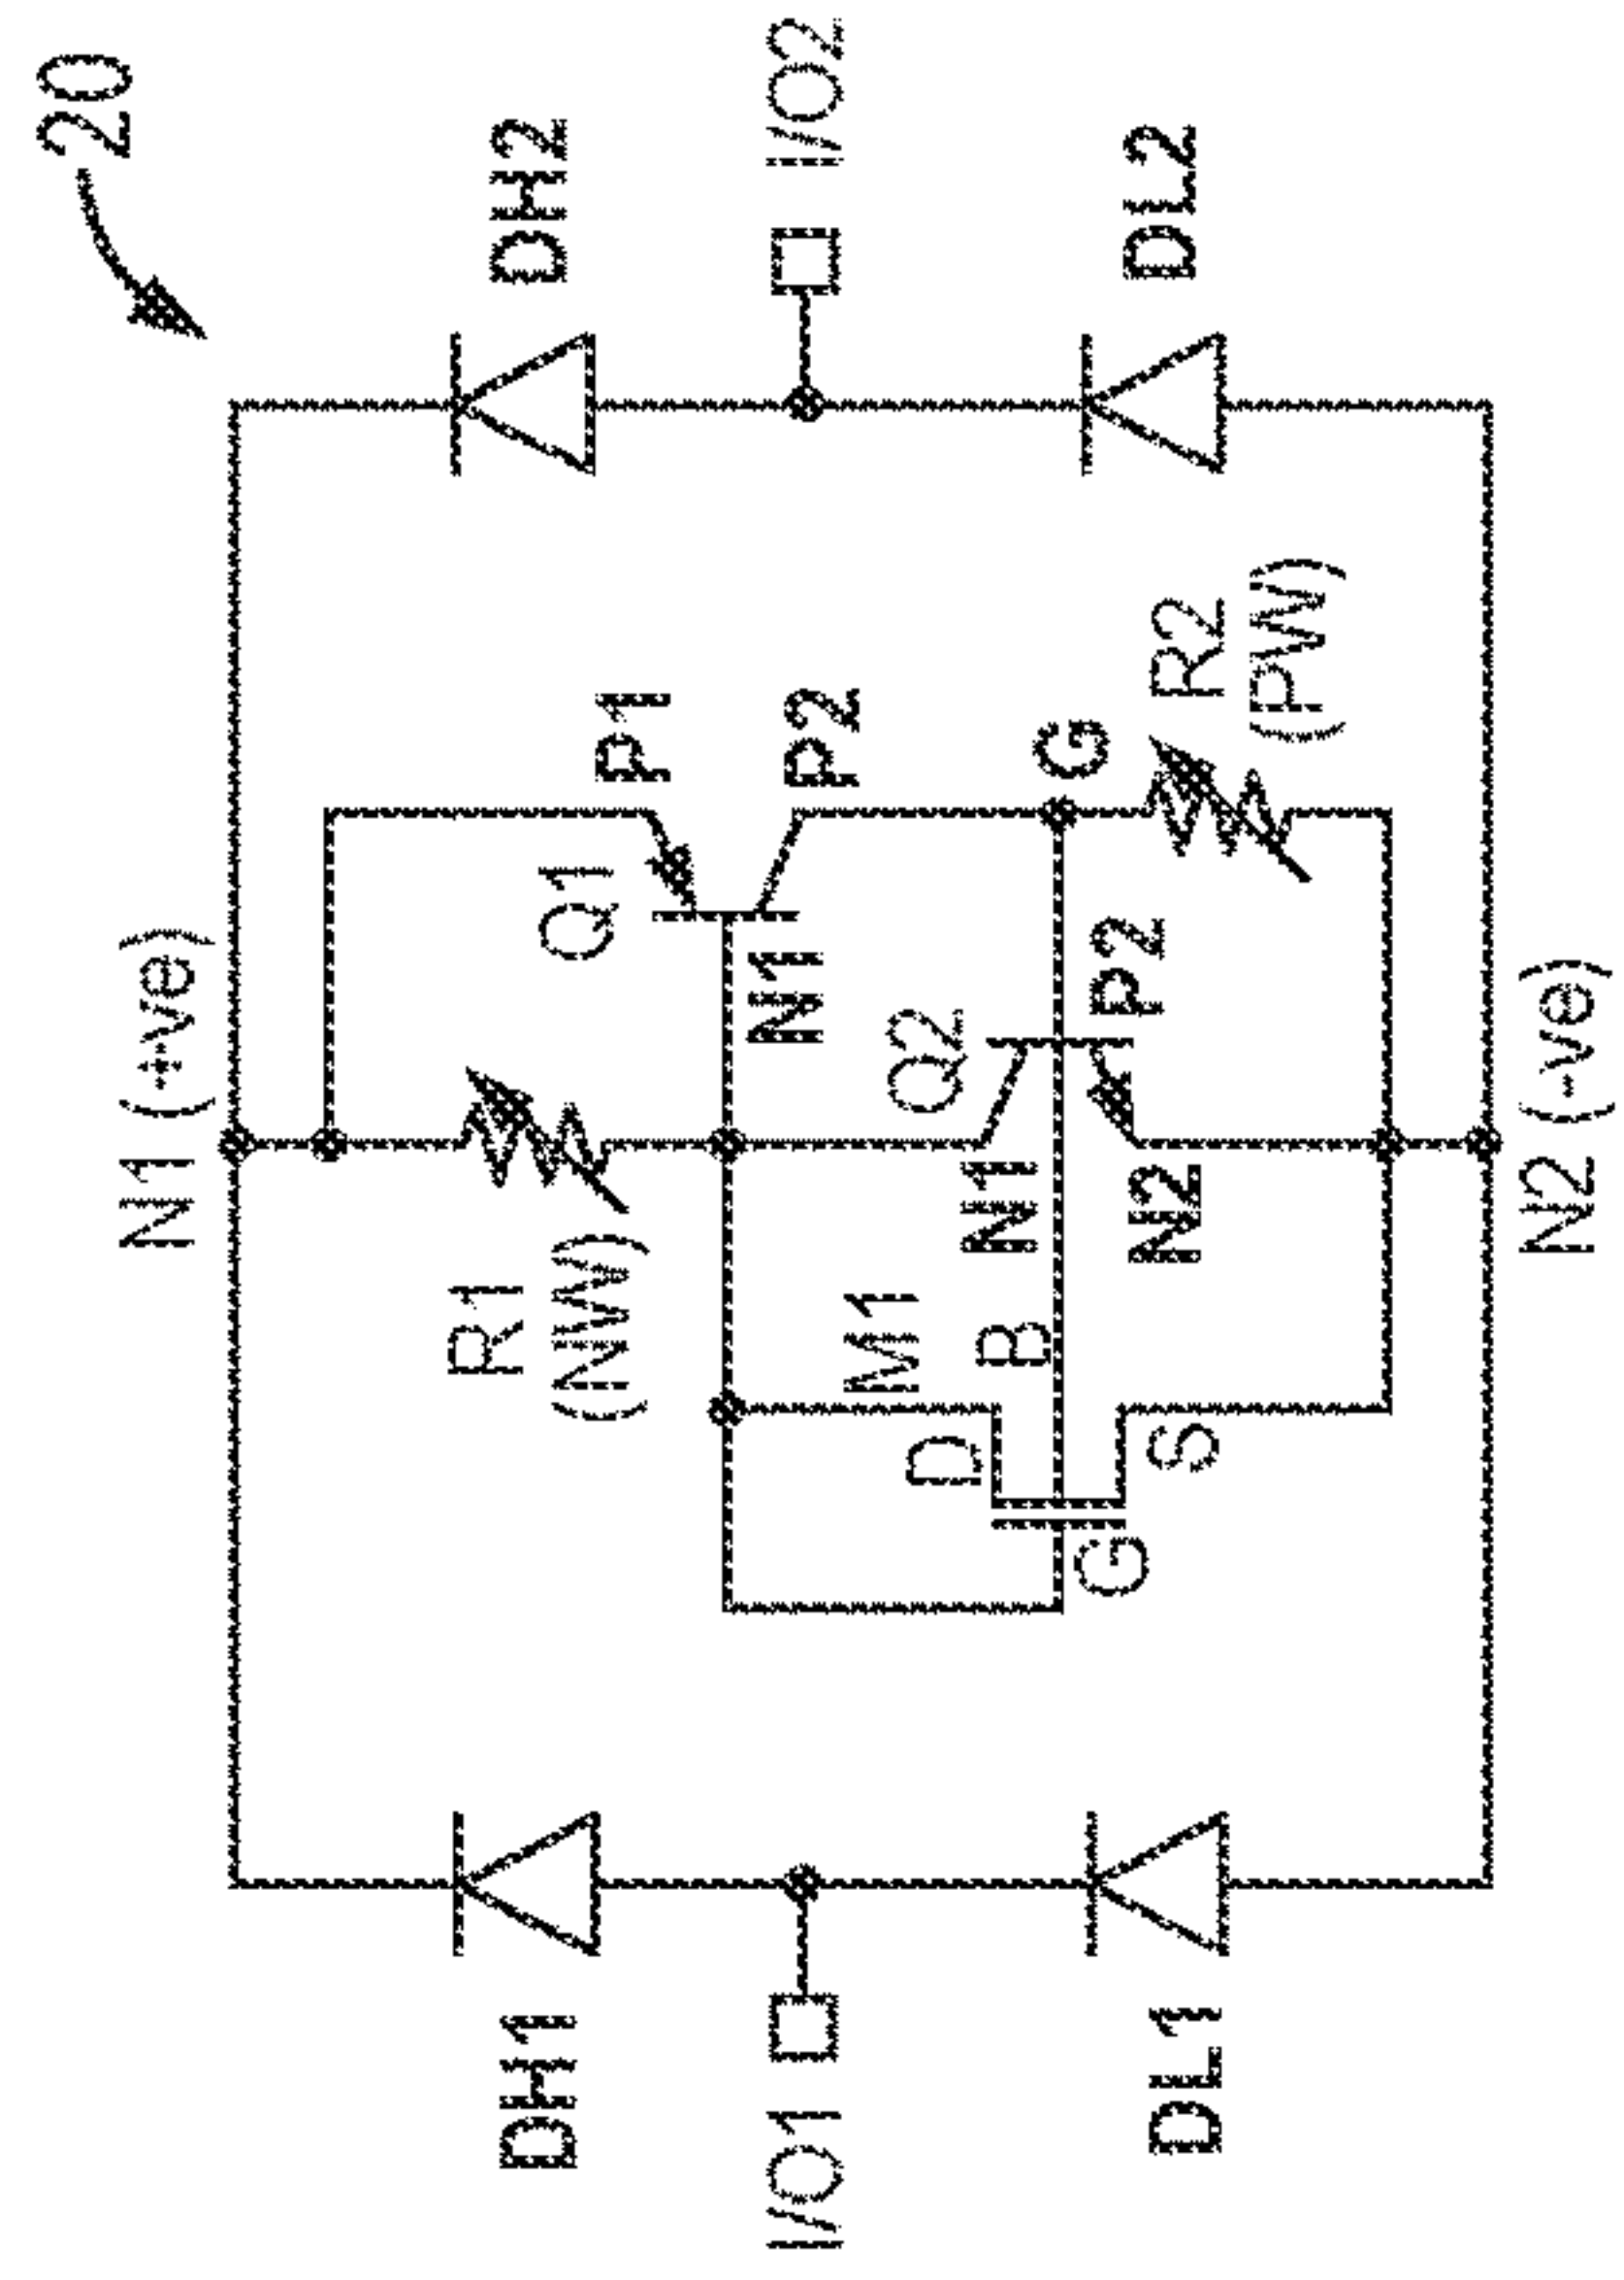 20
N1 (+ve)
DH1
DH2
R1
(NW)
Q1
P1
N1
P2
I/O1
I/O2
M1
Q2
D
N1
B
G
P2
G
S
N2
R2
(PW)
DL1
DL2
N2 (-ve)